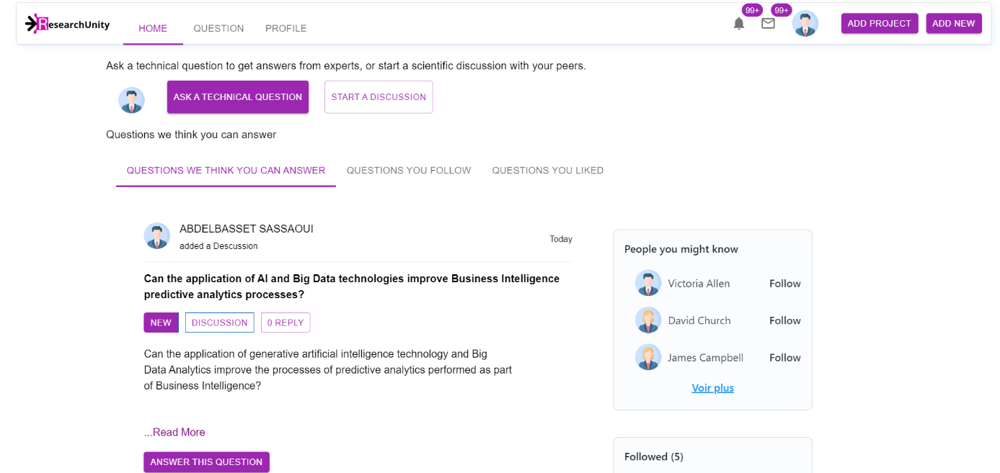 ResearchUnity
HOME
QUESTION
PROFILE
99+
99+
ADD PROJECT
ADD NEW
Ask a technical question to get answers from experts, or start a scientific discussion with your peers.
ASK A TECHNICAL QUESTION
START A DISCUSSION
Questions we think you can answer
QUESTIONS WE THINK YOU CAN ANSWER
QUESTIONS YOU FOLLOW
QUESTIONS YOU LIKED
ABDELBASSET SASSAOUI
added a Descussion
Today
Can the application of AI and Big Data technologies improve Business Intelligence
predictive analytics processes?
NEW
DISCUSSION
0 REPLY
Can the application of generative artificial intelligence technology and Big
Data Analytics improve the processes of predictive analytics performed as part
of Business Intelligence?
...Read More
ANSWER THIS QUESTION
People you might know
Victoria Allen
Follow
David Church
Follow
James Campbell
Follow
Voir plus
Followed (5)